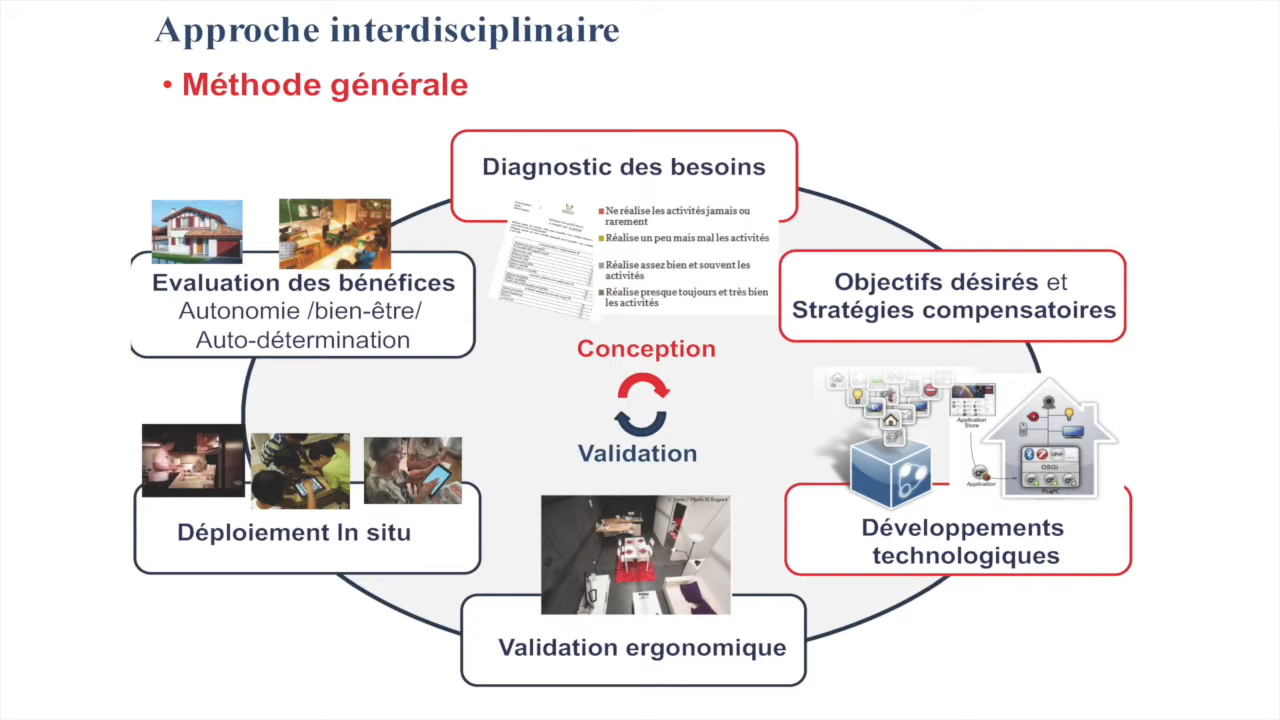 Approche interdisciplinaire
• Méthode générale
Diagnostic des besoins
Ne réalise les activités jamais ou
rarement
Réalise un peu mais mal les activités
Réalise assez bien et souvent les
activités
Réalise presque toujours et très bien
les activités
Objectifs désirés et
Stratégies compensatoires
Application
Store
Application
OSGi
Développements
technologiques
Validation ergonomique
Déploiement In situ
Evaluation des bénéfices
Autonomie /bien-être/
Auto-détermination
Conception
Validation